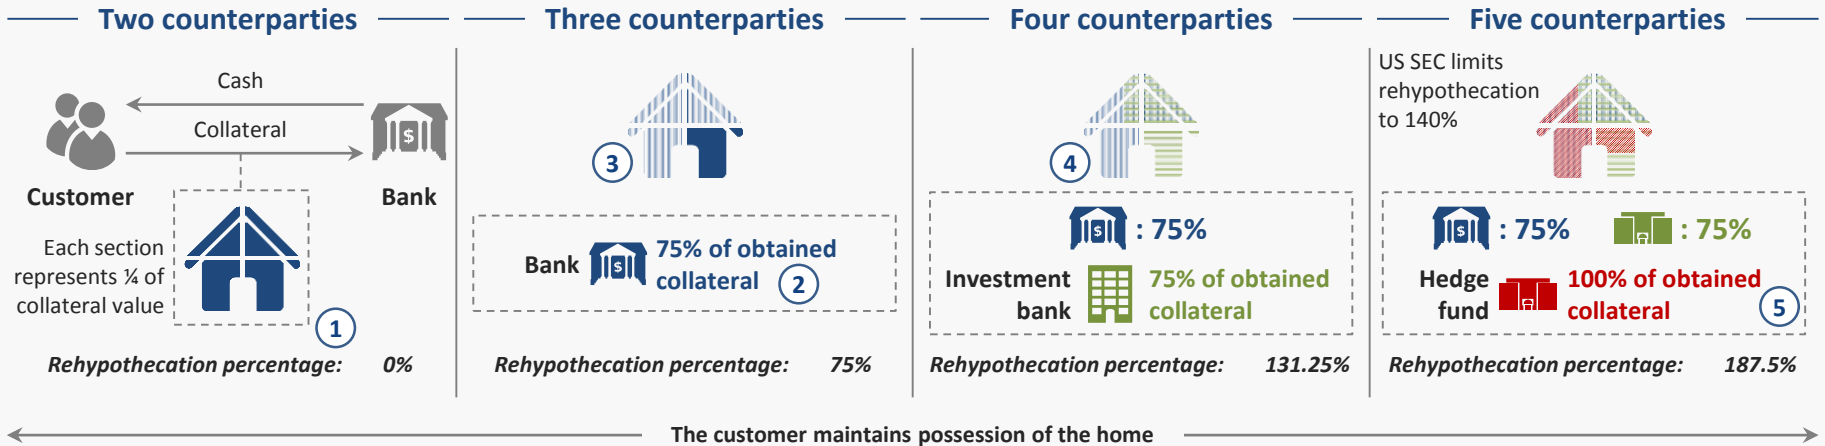 Two counterparties
Cash
Collateral
$
Customer
Bank
Each section
represents ¼ of
collateral value
1
Rehypothecation percentage: 0%
Three counterparties
3
Bank
$
75% of obtained
collateral
2
Rehypothecation percentage: 75%
Four counterparties
4
$
: 75%
Investment
bank
75% of obtained
collateral
Rehypothecation percentage: 131.25%
Five counterparties
US SEC limits
rehypothecation
to 140%
$
: 75%
: 75%
Hedge
fund
100% of obtained
collateral
5
Rehypothecation percentage: 187.5%
The customer maintains possession of the home